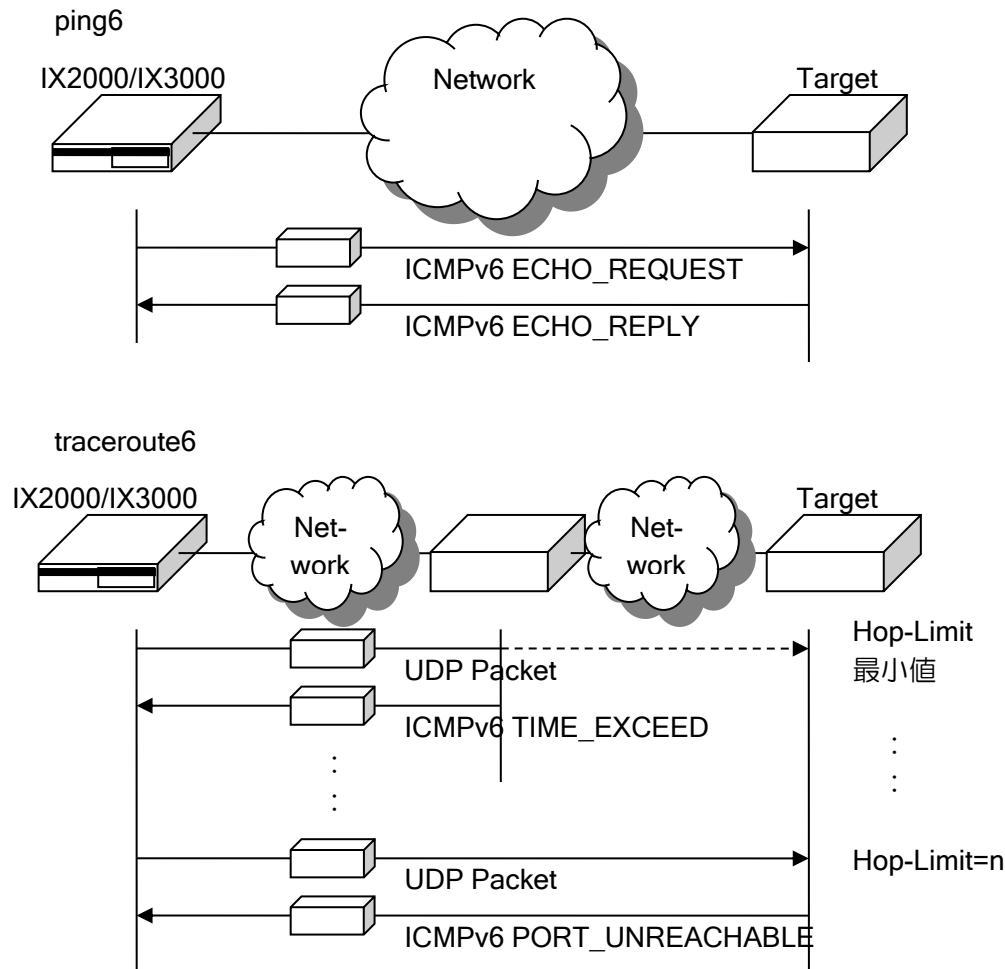 ping6
IX2000/IX3000
Network
Target
ICMPv6 ECHO_REQUEST
ICMPv6 ECHO_REPLY
traceroute6
IX2000/IX3000
Net-
work
Net-
work
Target
Hop-Limit
最小値
UDP Packet
ICMPv6 TIME_EXCEED
:
:
:
:
UDP Packet
Hop-Limit=n
ICMPv6 PORT_UNREACHABLE